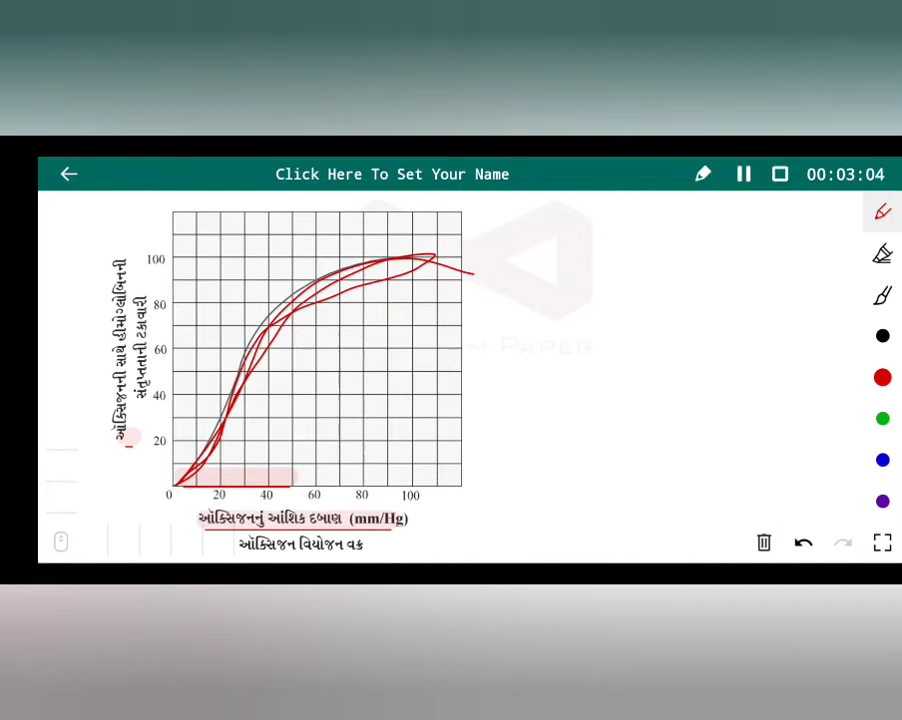 Click Here To Set Your Name
00:03:04
ઑક્સિજનની સાથે હીમોગ્લોબિનની
સંતૃપ્તતાની ટકાવારી
100
80
60
40
20
0 20 40 60 80 100
ઑક્સિજનનું આંશિક દબાણ (mm/Hg)
ઑક્સિજન વિયોજન વક્ર
PAPER